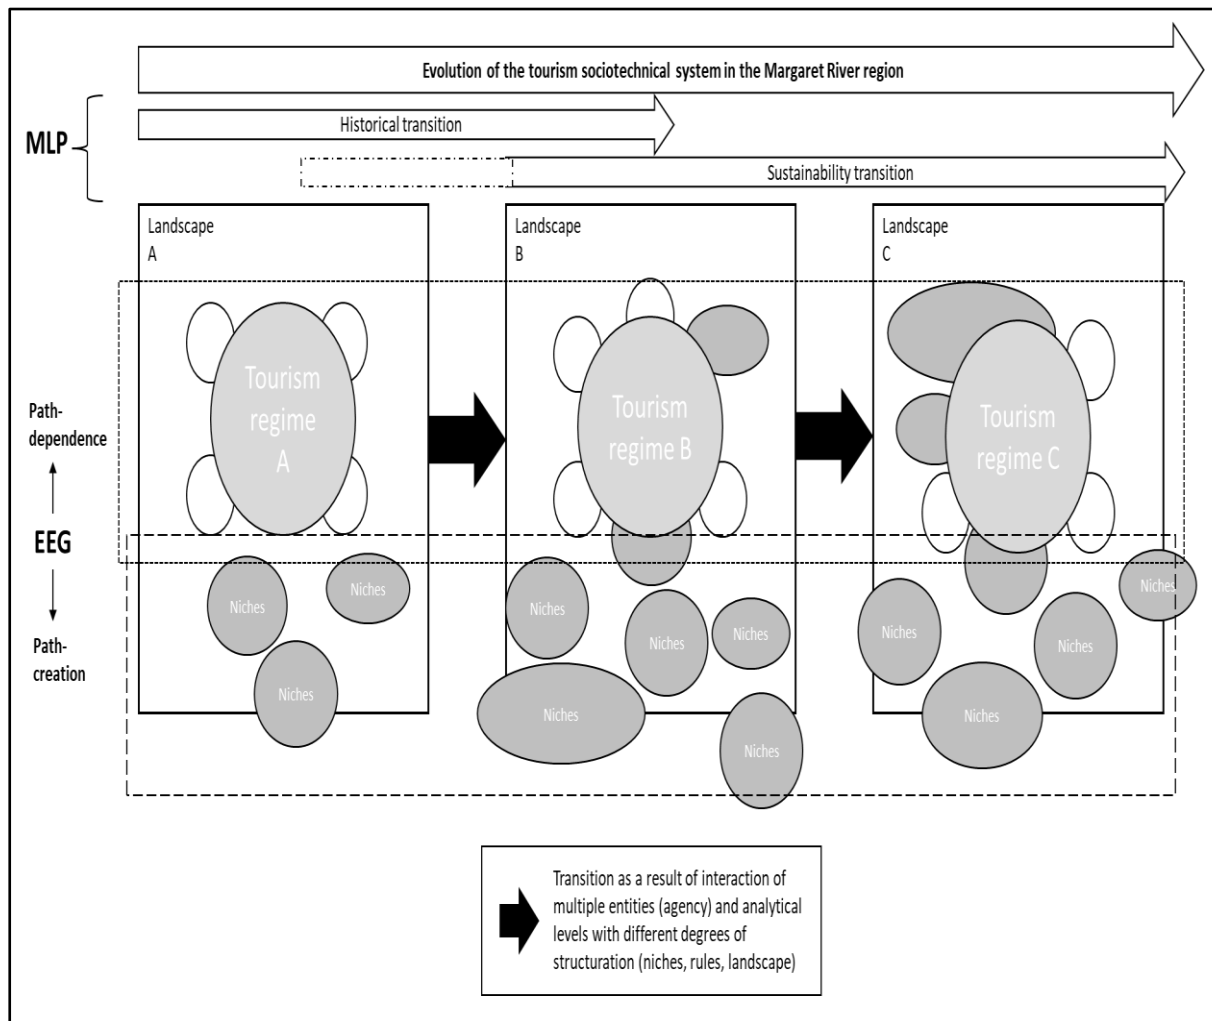 Evolution of the tourism sociotechnical system in the Margaret River region
Historical transition
MLP
Sustainability transition
Landscape
A
Landscape
B
Landscape
C
Tourism
regime
A
Tourism
regime B
Tourism
regime C
Path-
dependence
EEG
Path-
creation
Niches
Niches
Niches
Niches
Niches
Niches
Niches
Niches
Niches
Niches
Niches
Niches
Transition as a result of interaction of
multiple entities (agency) and analytical
levels with different degrees of
structuration (niches, rules, landscape)